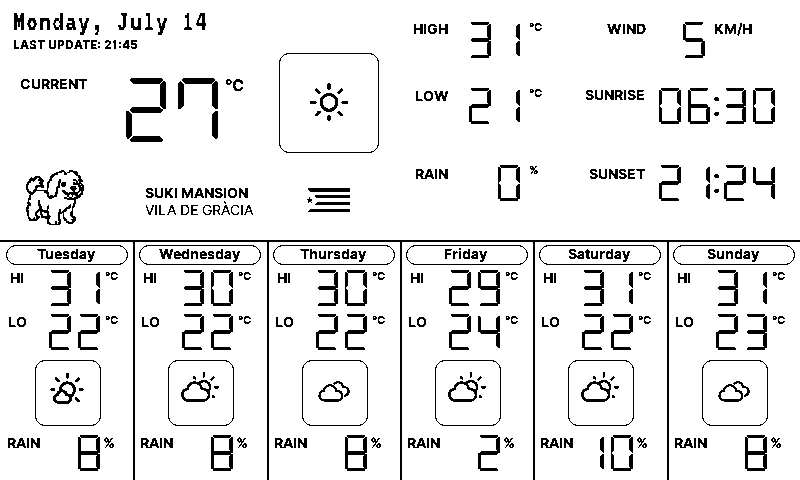 Monday, July 14
LAST UPDATE: 21:45
CURRENT 27 °C
HIGH 31 °C
LOW 21 °C
RAIN 0 %
WIND 5 KM/H
SUNRISE 06:30
SUNSET 21:24
SUKI MANSION
VILA DE GRÀCIA
Tuesday
HI 31 °C
LO 22 °C
RAIN 8 %
Wednesday
HI 30 °C
LO 22 °C
RAIN 8 %
Thursday
HI 30 °C
LO 22 °C
RAIN 8 %
Friday
HI 29 °C
LO 24 °C
RAIN 2 %
Saturday
HI 31 °C
LO 22 °C
RAIN 10 %
Sunday
HI 31 °C
LO 23 °C
RAIN 8 %